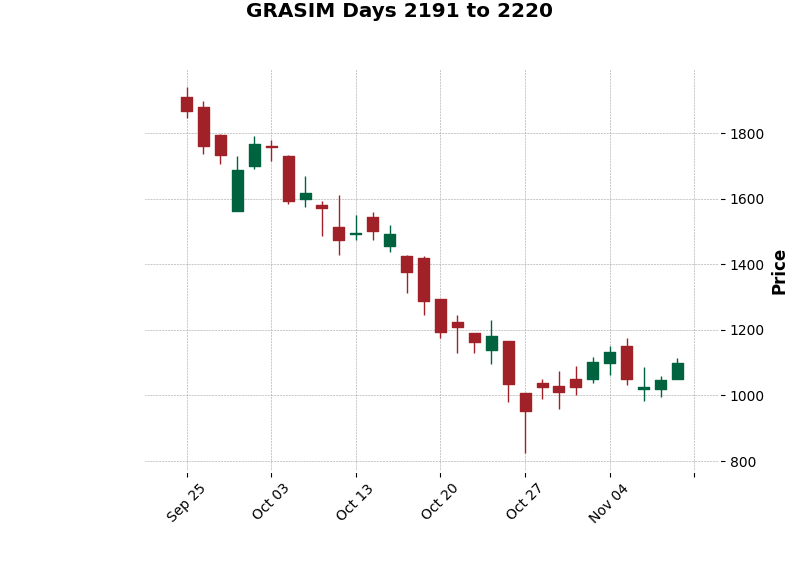 GRASIM Days 2191 to 2220
1800
1600
1400
1200
1000
800
Price
Sep 25
Oct 03
Oct 13
Oct 20
Oct 27
Nov 04